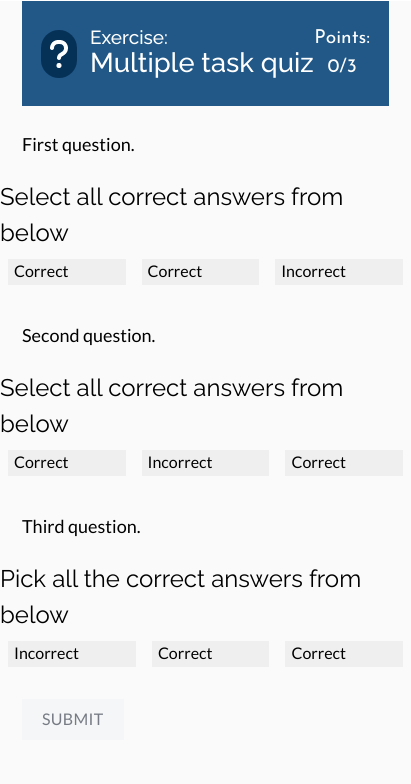 ?
Exercise:
Points:
Multiple task quiz
0/3
First question.
Select all correct answers from
below
Correct
Correct
Incorrect
Second question.
Select all correct answers from
below
Correct
Incorrect
Correct
Third question.
Pick all the correct answers from
below
Incorrect
Correct
Correct
SUBMIT